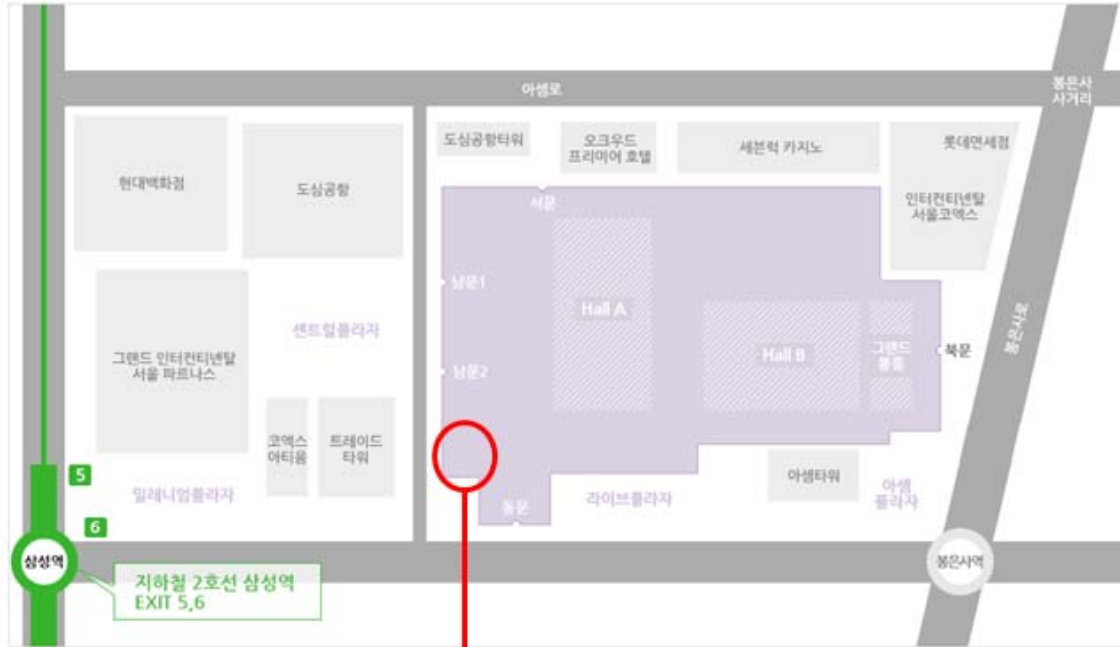 아셈로
봉은사
사거리
현대백화점
도심공항
도심공항타워
오크우드
프리미어 호텔
세븐럭 카지노
롯데면세점
인터컨티넨탈
서울코엑스
서문
남문1
Hall A
센트럴플라자
그랜드 인터컨티넨탈
서울 파르나스
남문2
Hall B
그랜드
볼룸
북문
봉은사로
코엑스
아티움
트레이드
타워
5
밀레니엄플라자
6
동문
라이브플라자
아셈타워
아셈
플라자
삼성역
봉은사역
지하철 2호선 삼성역
EXIT 5,6